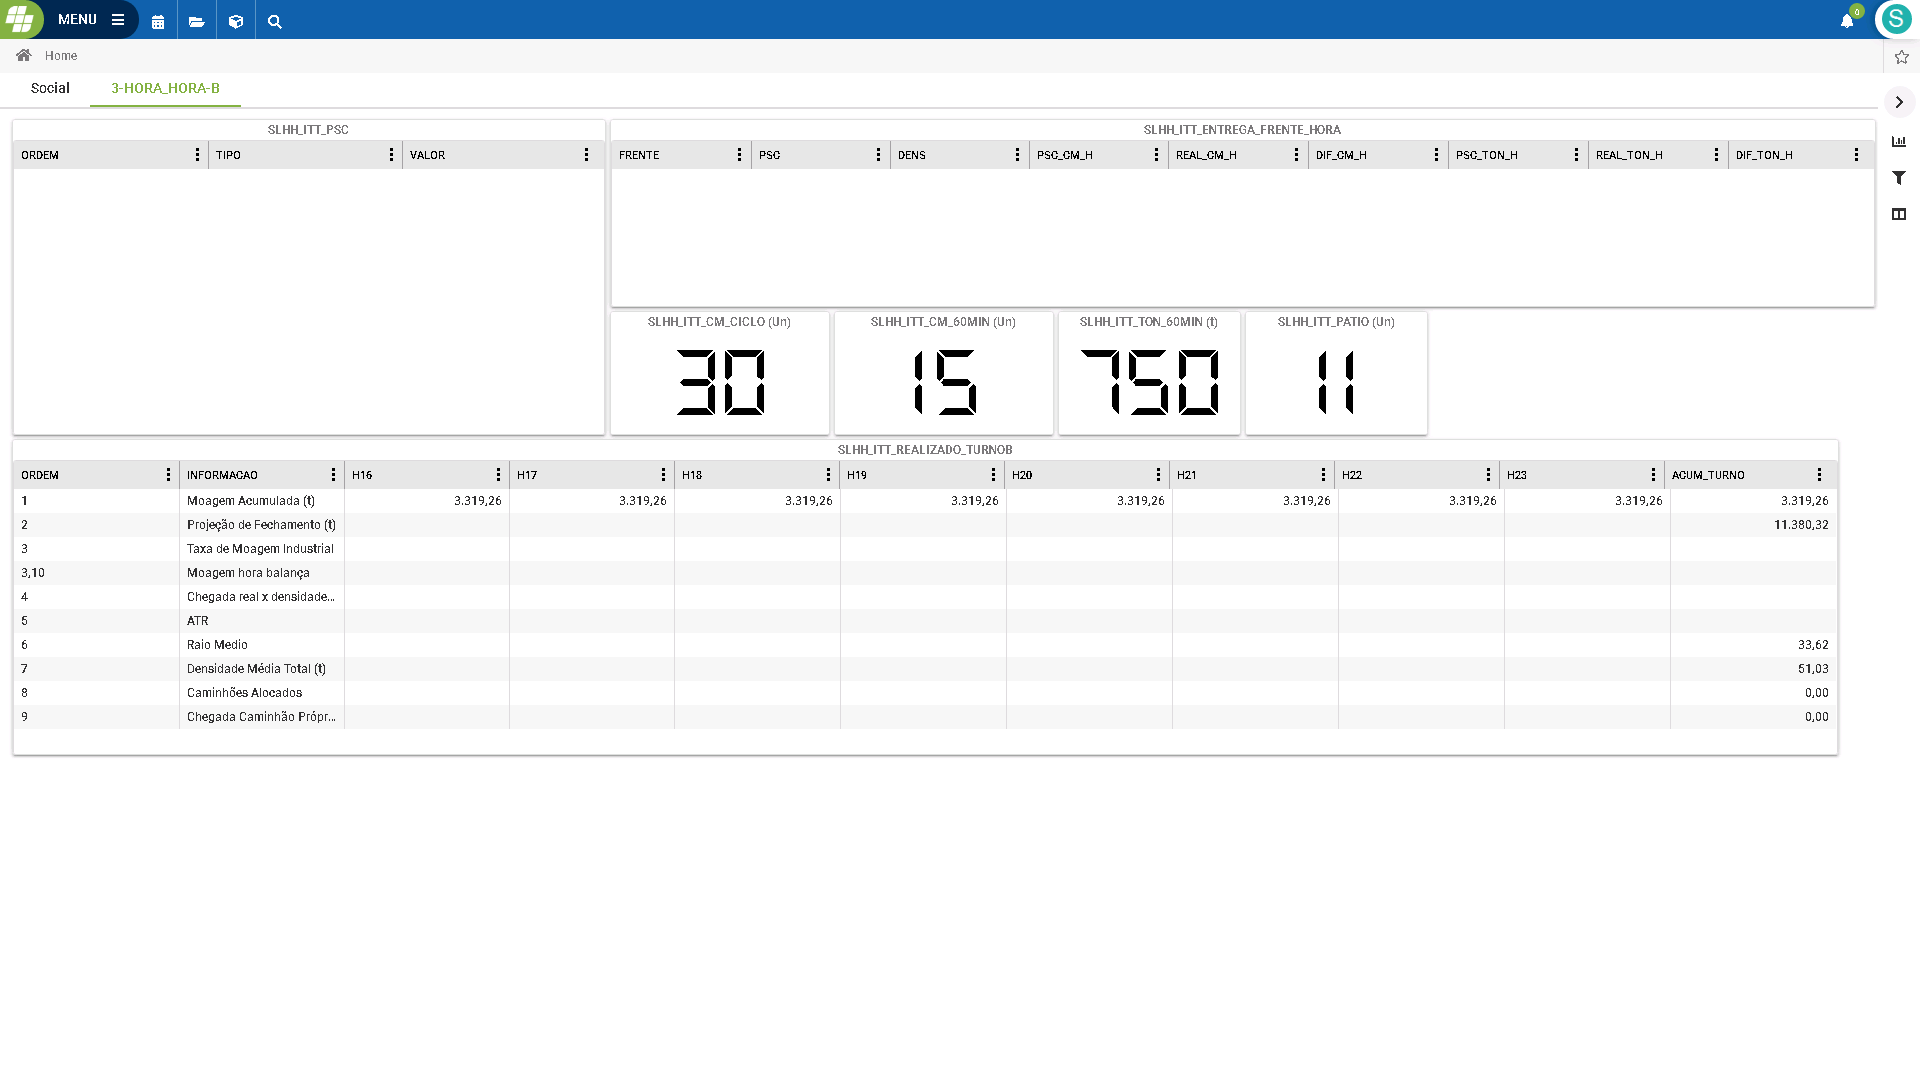 MENU
0
S
Home
Social
3-HORA_HORA-B
SLHH_ITT_PSC
ORDEM TIPO VALOR
SLHH_ITT_ENTREGA_FRENTE_HORA
FRENTE PSC DENS PSC_CM_H REAL_CM_H DIF_CM_H PSC_TON_H REAL_TON_H DIF_TON_H
SLHH_ITT_CM_CICLO (Un)
30
SLHH_ITT_CM_60MIN (Un)
15
SLHH_ITT_TON_60MIN (t)
750
SLHH_ITT_PATIO (Un)
11
SLHH_ITT_REALIZADO_TURNOB
ORDEM INFORMACAO H16 H17 H18 H19 H20 H21 H22 H23 ACUM_TURNO
1 Moagem Acumulada (t) 3.319,26 3.319,26 3.319,26 3.319,26 3.319,26 3.319,26 3.319,26 3.319,26 3.319,26
2 Projeção de Fechamento (t) 11.380,32
3 Taxa de Moagem Industrial
3,10 Moagem hora balança
4 Chegada real x densidade...
5 ATR
6 Raio Medio 33,62
7 Densidade Média Total (t) 51,03
8 Caminhões Alocados 0,00
9 Chegada Caminhão Própr... 0,00